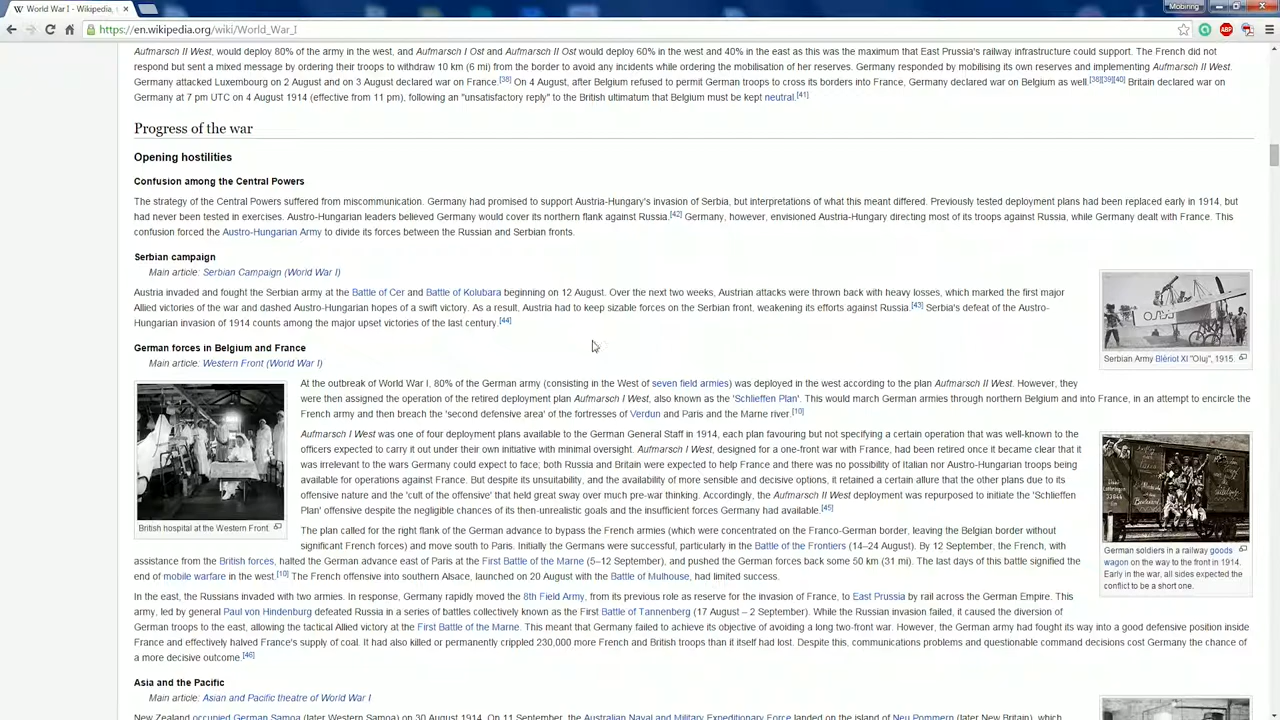 World War I - Wikipedia,
Mobiring
https://en.wikipedia.org/wiki/World_War_I
Aufmarsch II West, would deploy 80% of the army in the west, and Aufmarsch I Ost and Aufmarsch II Ost would deploy 60% in the west and 40% in the east as this was the maximum that East Prussia's railway infrastructure could support. The French did not
respond but sent a mixed message by ordering their troops to withdraw 10 km (6 mi) from the border to avoid any incidents while ordering the mobilisation of her reserves. Germany responded by mobilising its own reserves and implementing Aufmarsch II West.
Germany attacked Luxembourg on 2 August and on 3 August declared war on France.[38] On 4 August, after Belgium refused to permit German troops to cross its borders into France, Germany declared war on Belgium as well.[38][39][40] Britain declared war on
Germany at 7 pm UTC on 4 August 1914 (effective from 11 pm), following an "unsatisfactory reply" to the British ultimatum that Belgium must be kept neutral.[41]
Progress of the war
Opening hostilities
Confusion among the Central Powers
The strategy of the Central Powers suffered from miscommunication. Germany had promised to support Austria-Hungary's invasion of Serbia, but interpretations of what this meant differed. Previously tested deployment plans had been replaced early in 1914, but
had never been tested in exercises. Austro-Hungarian leaders believed Germany would cover its northern flank against Russia.[42] Germany, however, envisioned Austria-Hungary directing most of its troops against Russia, while Germany dealt with France. This
confusion forced the Austro-Hungarian Army to divide its forces between the Russian and Serbian fronts.
Serbian campaign
Main article: Serbian Campaign (World War I)
Austria invaded and fought the Serbian army at the Battle of Cer and Battle of Kolubara beginning on 12 August. Over the next two weeks, Austrian attacks were thrown back with heavy losses, which marked the first major
Allied victories of the war and dashed Austro-Hungarian hopes of a swift victory. As a result, Austria had to keep sizable forces on the Serbian front, weakening its efforts against Russia.[43] Serbia's defeat of the Austro-
Hungarian invasion of 1914 counts among the major upset victories of the last century.[44]
Serbian Army Blériot XI "Oluj", 1915.
German forces in Belgium and France
Main article: Western Front (World War I)
British hospital at the Western Front.
At the outbreak of World War I, 80% of the German army (consisting in the West of seven field armies) was deployed in the west according to the plan Aufmarsch II West. However, they
were then assigned the operation of the retired deployment plan Aufmarsch I West, also known as the 'Schlieffen Plan'. This would march German armies through northern Belgium and into France, in an attempt to encircle the
French army and then breach the 'second defensive area' of the fortresses of Verdun and Paris and the Marne river.[10]
Aufmarsch I West was one of four deployment plans available to the German General Staff in 1914, each plan favouring but not specifying a certain operation that was well-known to the
officers expected to carry it out under their own initiative with minimal oversight. Aufmarsch I West, designed for a one-front war with France, had been retired once it became clear that it
was irrelevant to the wars Germany could expect to face; both Russia and Britain were expected to help France and there was no possibility of Italian nor Austro-Hungarian troops being
available for operations against France. But despite its unsuitability, and the availability of more sensible and decisive options, it retained a certain allure that the other plans due to its
offensive nature and the 'cult of the offensive' that held great sway over much pre-war thinking. Accordingly, the Aufmarsch II West deployment was repurposed to initiate the 'Schlieffen
Plan' offensive despite the negligible chances of its then-unrealistic goals and the insufficient forces Germany had available.[45]
German soldiers in a railway goods
wagon on the way to the front in 1914.
Early in the war, all sides expected the
conflict to be a short one.
The plan called for the right flank of the German advance to bypass the French armies (which were concentrated on the Franco-German border, leaving the Belgian border without
significant French forces) and move south to Paris. Initially the Germans were successful, particularly in the Battle of the Frontiers (14–24 August). By 12 September, the French, with
assistance from the British forces, halted the German advance east of Paris at the First Battle of the Marne (5–12 September), and pushed the German forces back some 50 km (31 mi). The last days of this battle signified the
end of mobile warfare in the west.[10] The French offensive into southern Alsace, launched on 20 August with the Battle of Mulhouse, had limited success.
In the east, the Russians invaded with two armies. In response, Germany rapidly moved the 8th Field Army, from its previous role as reserve for the invasion of France, to East Prussia by rail across the German Empire. This
army, led by general Paul von Hindenburg defeated Russia in a series of battles collectively known as the First Battle of Tannenberg (17 August – 2 September). While the Russian invasion failed, it caused the diversion of
German troops to the east, allowing the tactical Allied victory at the First Battle of the Marne. This meant that Germany failed to achieve its objective of avoiding a long two-front war. However, the German army had fought its way into a good defensive position inside
France and effectively halved France's supply of coal. It had also killed or permanently crippled 230,000 more French and British troops than it itself had lost. Despite this, communications problems and questionable command decisions cost Germany the chance of
a more decisive outcome.[46]
Asia and the Pacific
Main article: Asian and Pacific theatre of World War I
New Zealand occupied German Samoa (later Western Samoa) on 30 August 1914. On 11 September, the Australian Naval and Military Expeditionary Force landed on the island of Neu Pommern (later New Britain), which